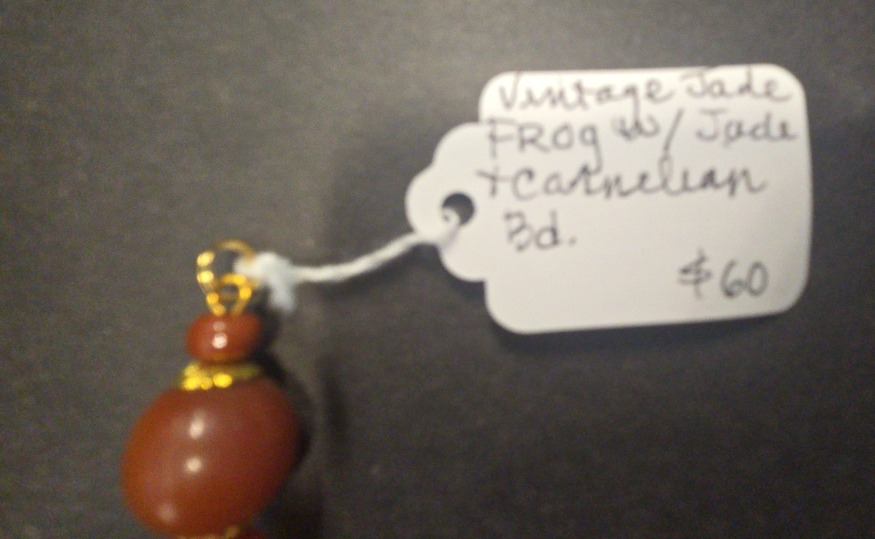 Vintage Jade
FROg w/ Jade
+ Carnelian
Bd.
$60